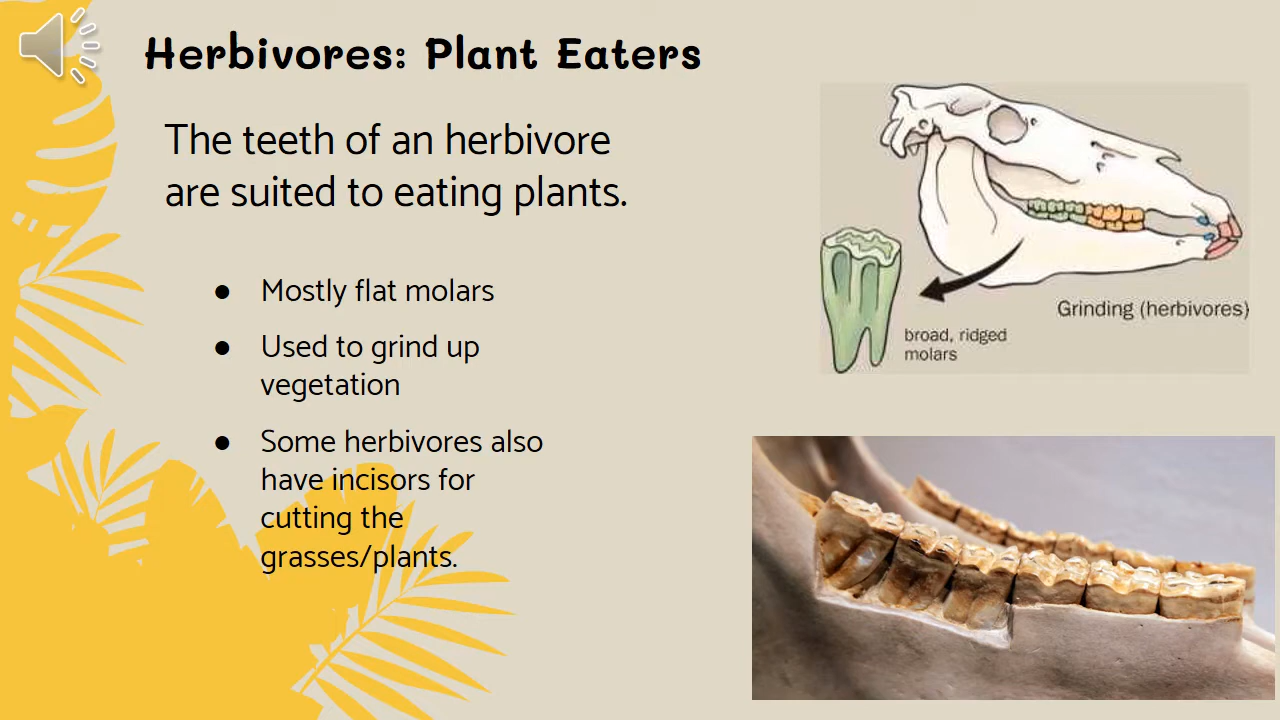 Herbivores: Plant Eaters
The teeth of an herbivore
are suited to eating plants.
● Mostly flat molars
● Used to grind up
vegetation
● Some herbivores also
have incisors for
cutting the
grasses/plants.
Grinding (herbivores)
broad, ridged
molars